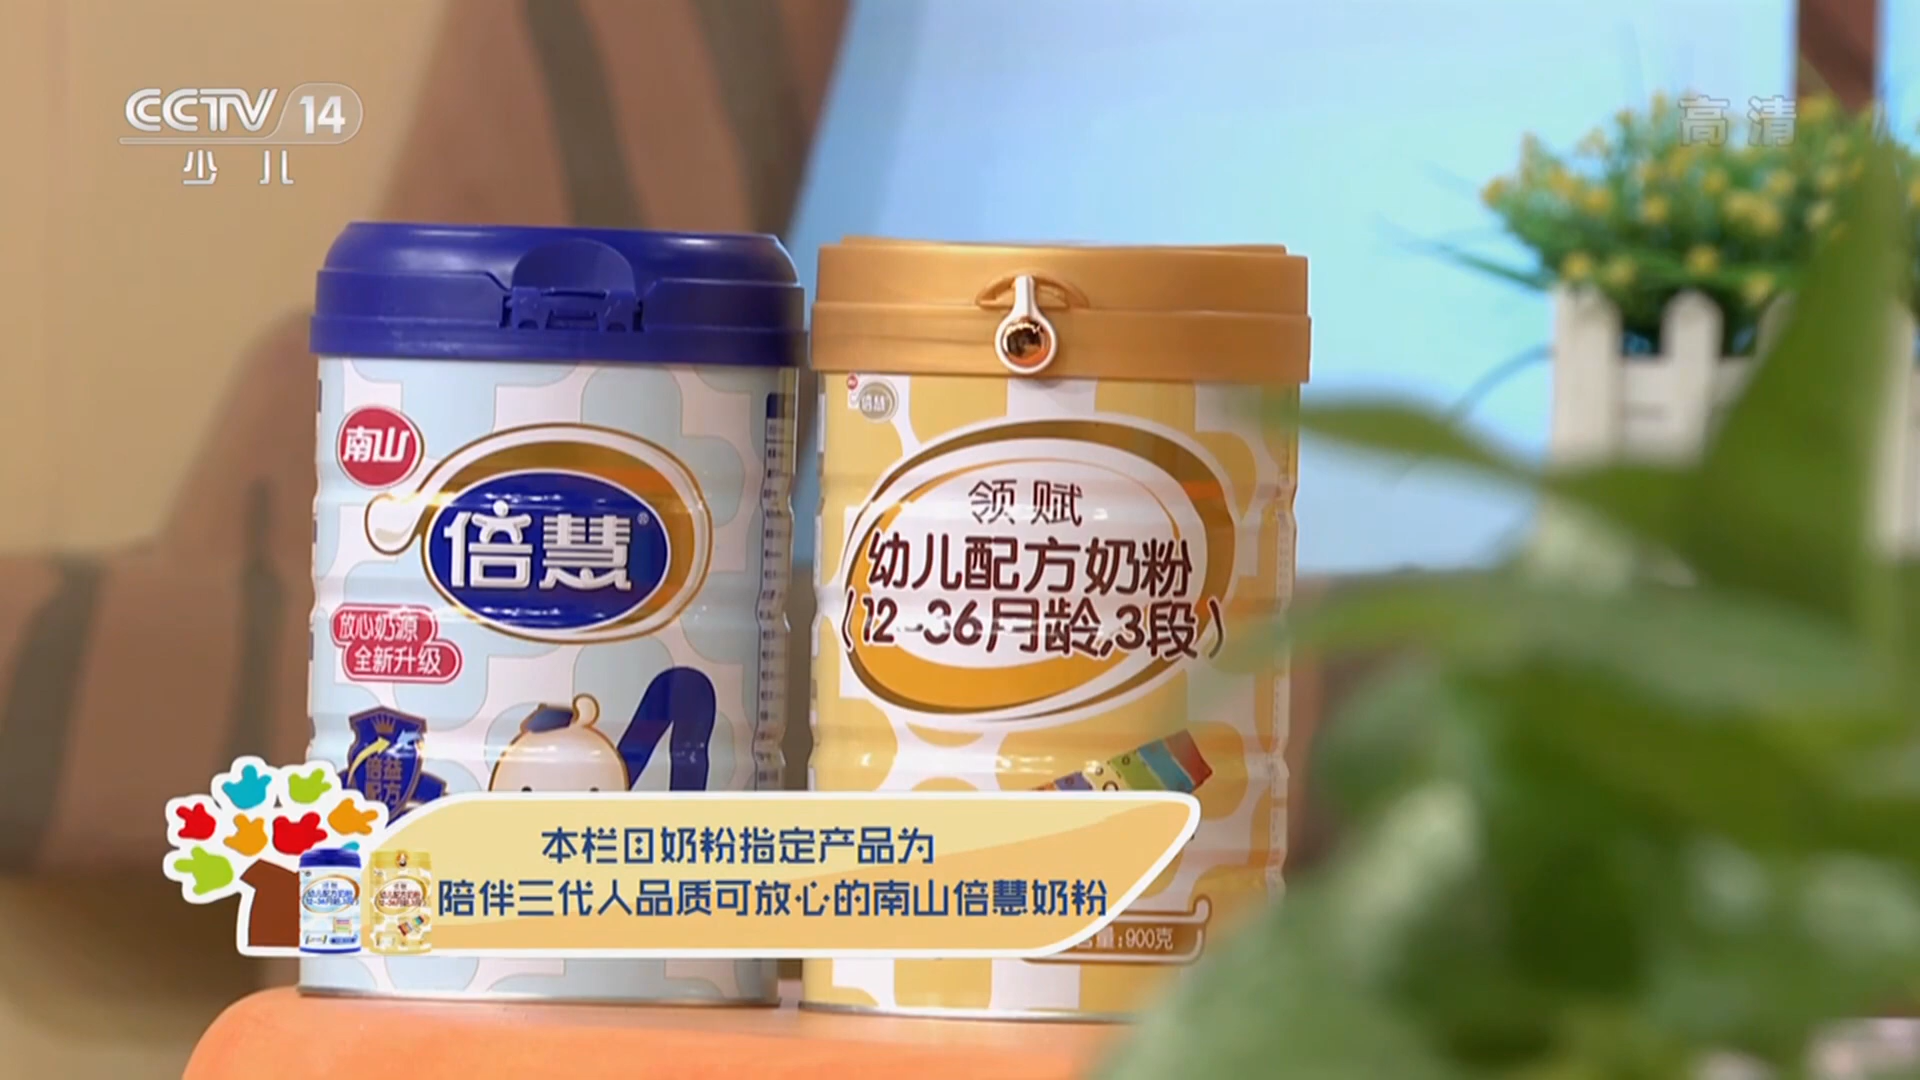 CCTV 14
少儿
高清
南山
倍慧®
放心奶源
全新升级
倍益
配方
倍慧
领赋
幼儿配方奶粉
（12-36月龄,3段）
本栏目奶粉指定产品为
陪伴三代人品质可放心的南山倍慧奶粉
量:900克